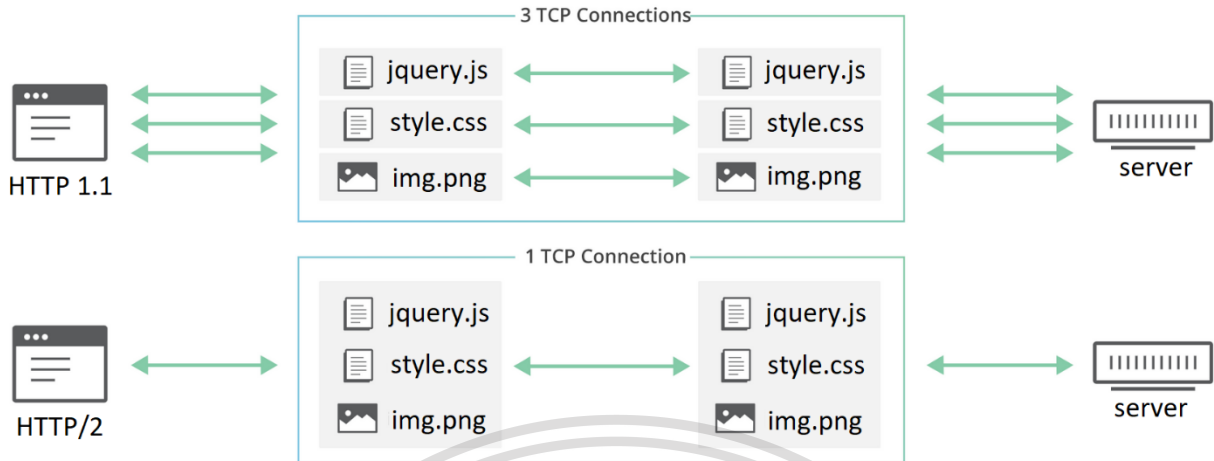 3 TCP Connections
jquery.js jquery.js
style.css style.css
img.png img.png
HTTP 1.1 server
1 TCP Connection
jquery.js jquery.js
style.css style.css
img.png img.png
HTTP/2 server